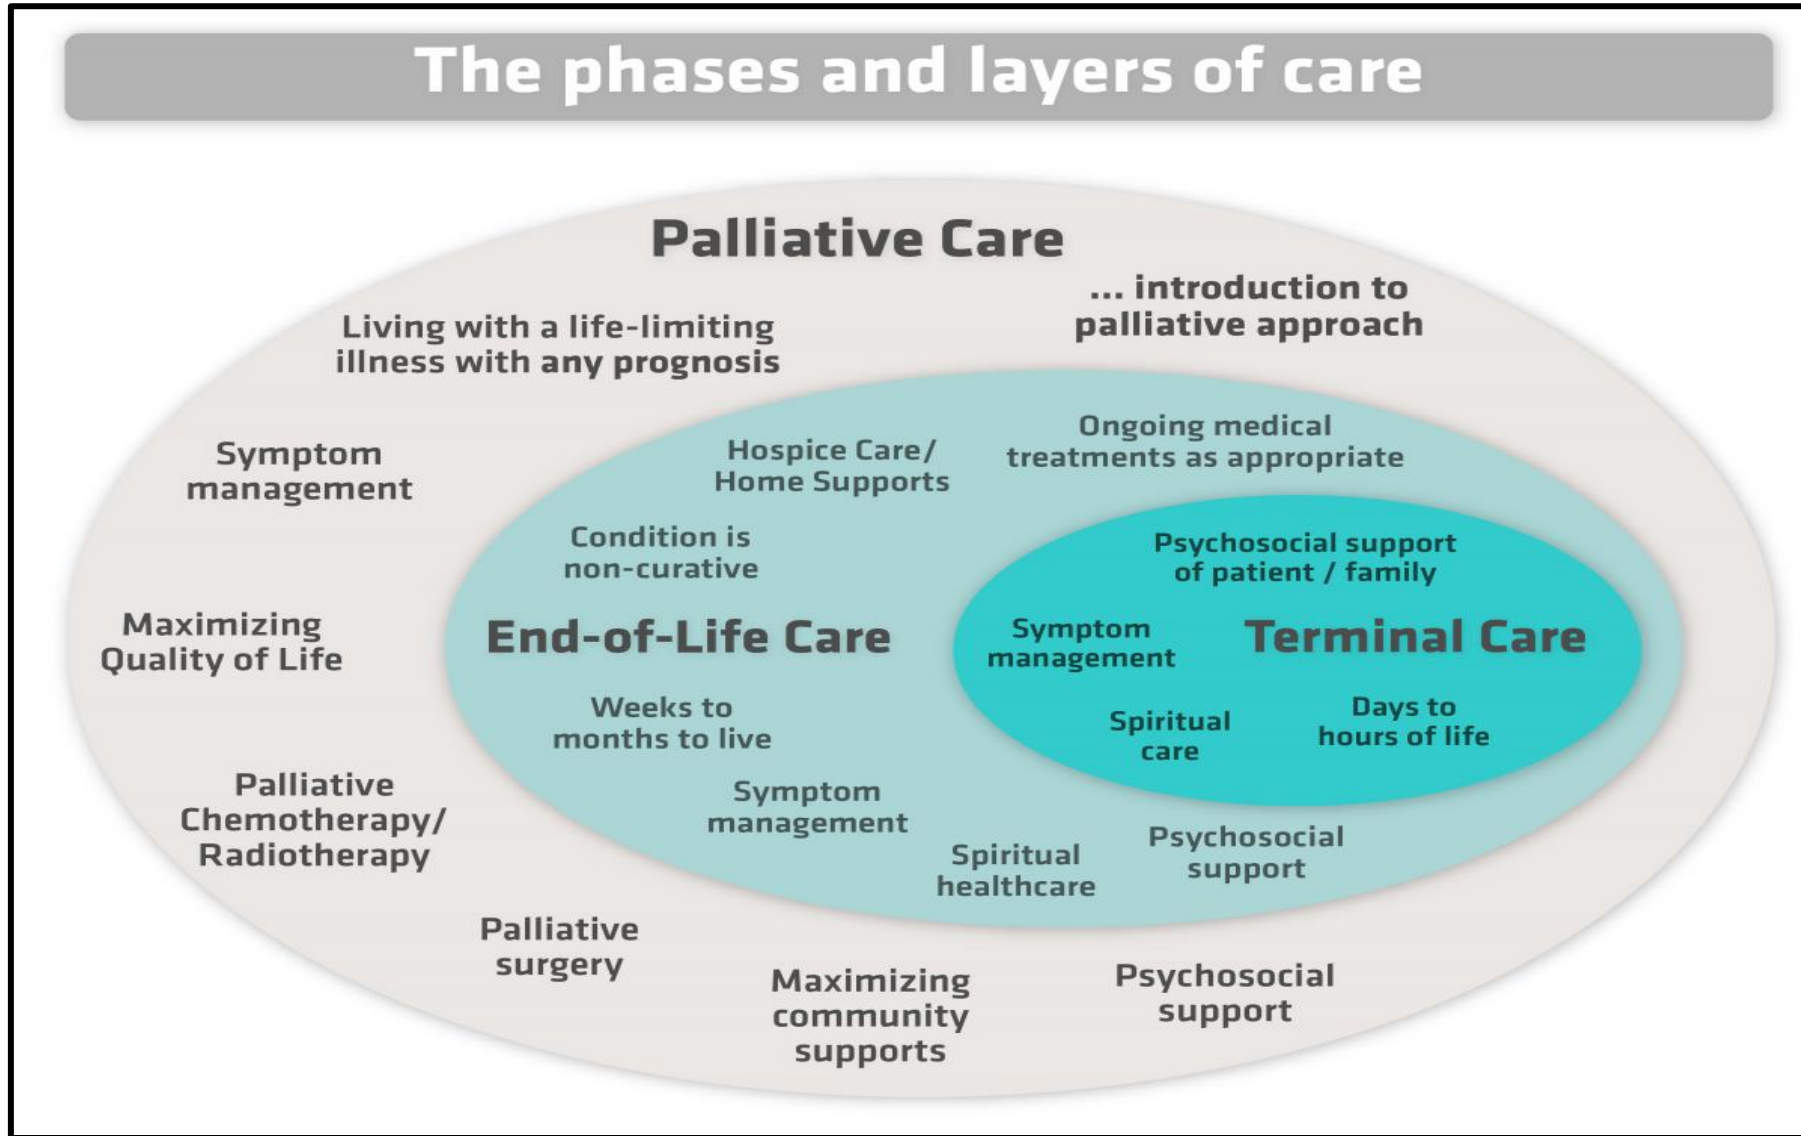 The phases and layers of care
Palliative Care
... introduction to
palliative approach
Living with a life-limiting
illness with any prognosis
Symptom
management
Maximizing
Quality of Life
Palliative
Chemotherapy/
Radiotherapy
Palliative
surgery
Maximizing
community
supports
Psychosocial
support
Hospice Care/
Home Supports
Ongoing medical
treatments as appropriate
Condition is
non-curative
End-of-Life Care
Weeks to
months to live
Symptom
management
Spiritual
healthcare
Psychosocial
support
Psychosocial support
of patient / family
Symptom
management
Terminal Care
Spiritual
care
Days to
hours of life